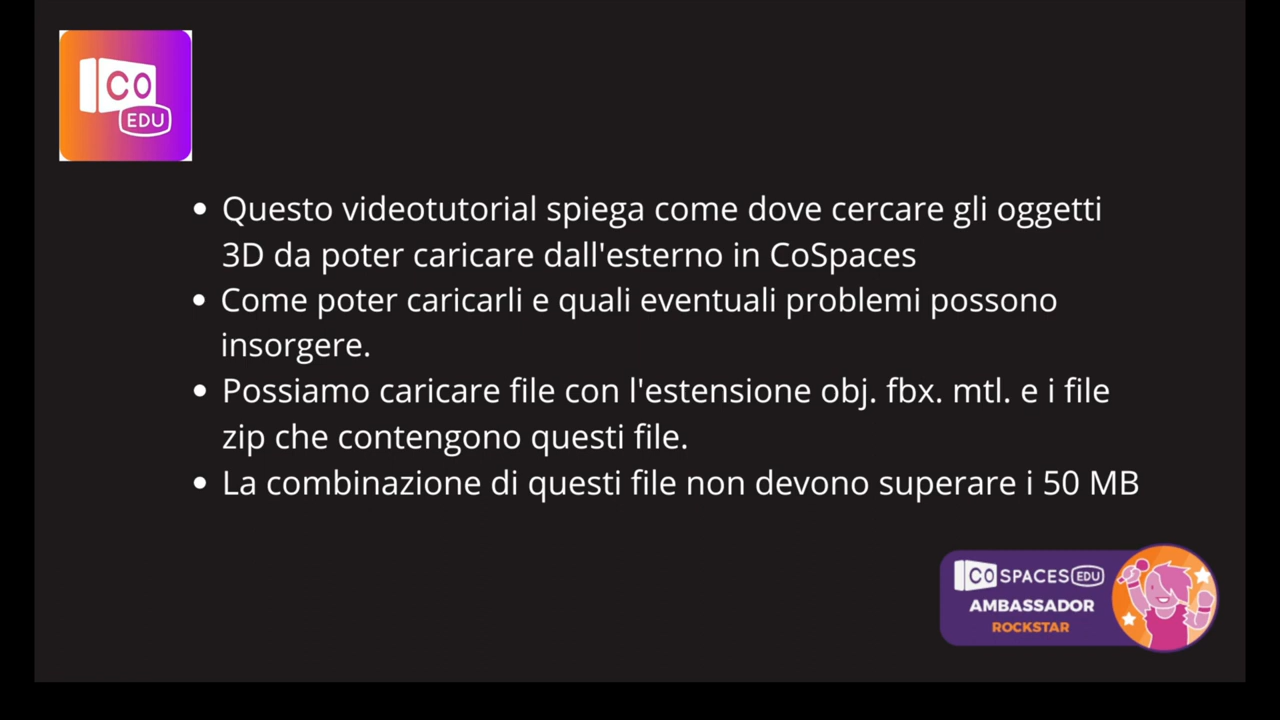 CO
EDU
• Questo videotutorial spiega come dove cercare gli oggetti
3D da poter caricare dall'esterno in CoSpaces
• Come poter caricarli e quali eventuali problemi possono
insorgere.
• Possiamo caricare file con l'estensione obj. fbx. mtl. e i file
zip che contengono questi file.
• La combinazione di questi file non devono superare i 50 MB
CO SPACES EDU
AMBASSADOR
ROCKSTAR